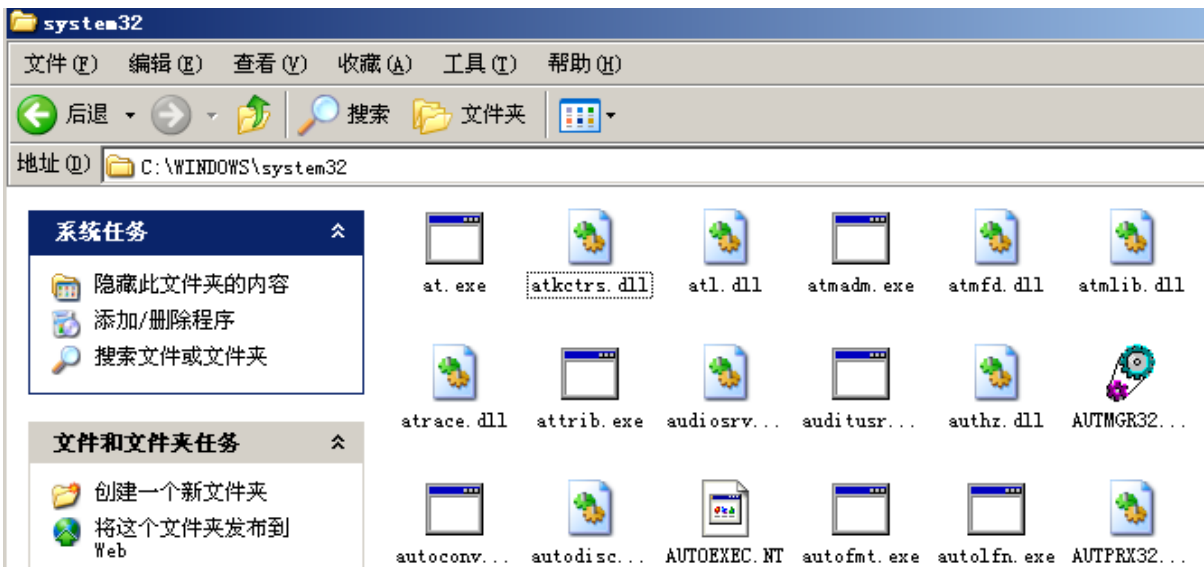 system32
文件(F) 编辑(E) 查看(V) 收藏(A) 工具(T) 帮助(H)
后退 搜索 文件夹
地址(D) C:\WINDOWS\system32
系统任务
隐藏此文件夹的内容
添加/删除程序
搜索文件或文件夹
文件和文件夹任务
创建一个新文件夹
将这个文件夹发布到
Web
at.exe atkctrs.dll atl.dll atmadm.exe atmfd.dll atmlib.dll
atrace.dll attrib.exe audiosrv... auditusr... authz.dll AUTMGR32...
autoconv... autodisc... AUTOEXEC.NT autofmt.exe autolfn.exe AUTPRX32...